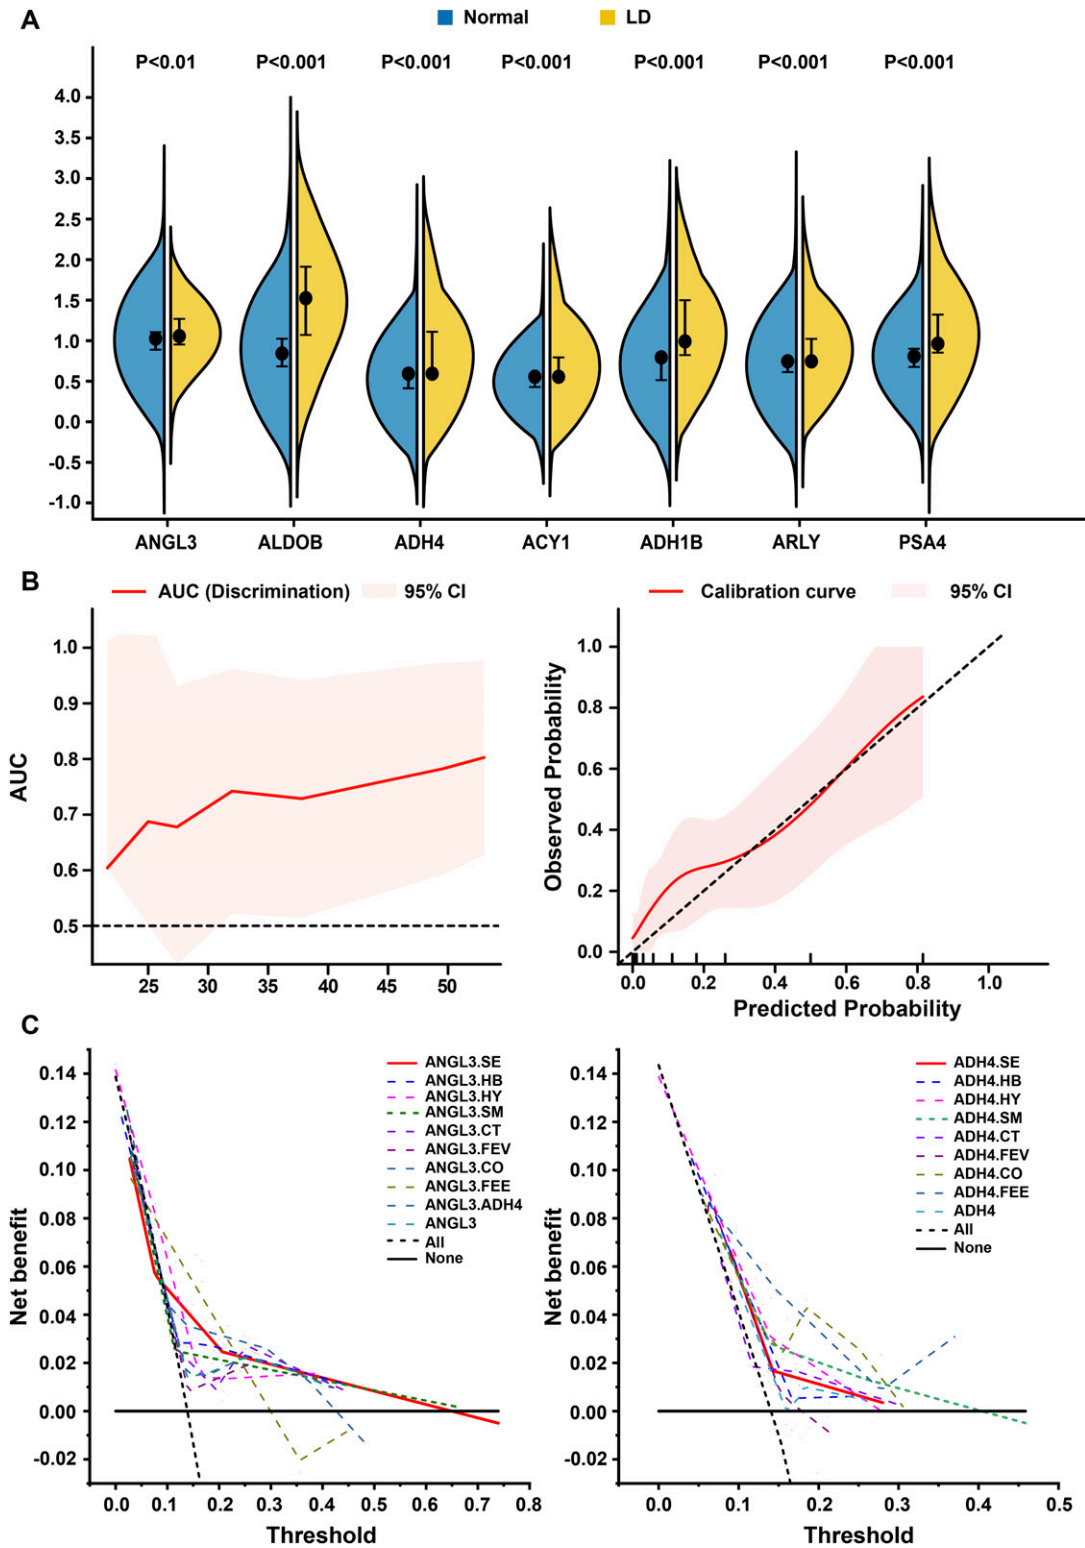 A
Normal LD
P<0.01 P<0.001 P<0.001 P<0.001 P<0.001 P<0.001 P<0.001
4.0
3.5
3.0
2.5
2.0
1.5
1.0
0.5
0.0
-0.5
-1.0
ANGL3 ALDOB ADH4 ACY1 ADH1B ARLY PSA4
B
AUC (Discrimination) 95% CI
1.0
0.9
0.8
0.7
0.6
0.5
AUC
25 30 35 40 45 50
Calibration curve 95% CI
1.0
0.8
0.6
0.4
0.2
0.0
Observed Probability
0.0 0.2 0.4 0.6 0.8 1.0
Predicted Probability
C
0.14
0.12
0.10
0.08
0.06
0.04
0.02
0.00
-0.02
Net benefit
ANGL3.SE
ANGL3.HB
ANGL3.HY
ANGL3.SM
ANGL3.CT
ANGL3.FEV
ANGL3.CO
ANGL3.FEE
ANGL3.ADH4
ANGL3
All
None
0.0 0.1 0.2 0.3 0.4 0.5 0.6 0.7 0.8
Threshold
0.14
0.12
0.10
0.08
0.06
0.04
0.02
0.00
-0.02
Net benefit
ADH4.SE
ADH4.HB
ADH4.HY
ADH4.SM
ADH4.CT
ADH4.FEV
ADH4.CO
ADH4.FEE
ADH4
All
None
0.0 0.1 0.2 0.3 0.4 0.5
Threshold